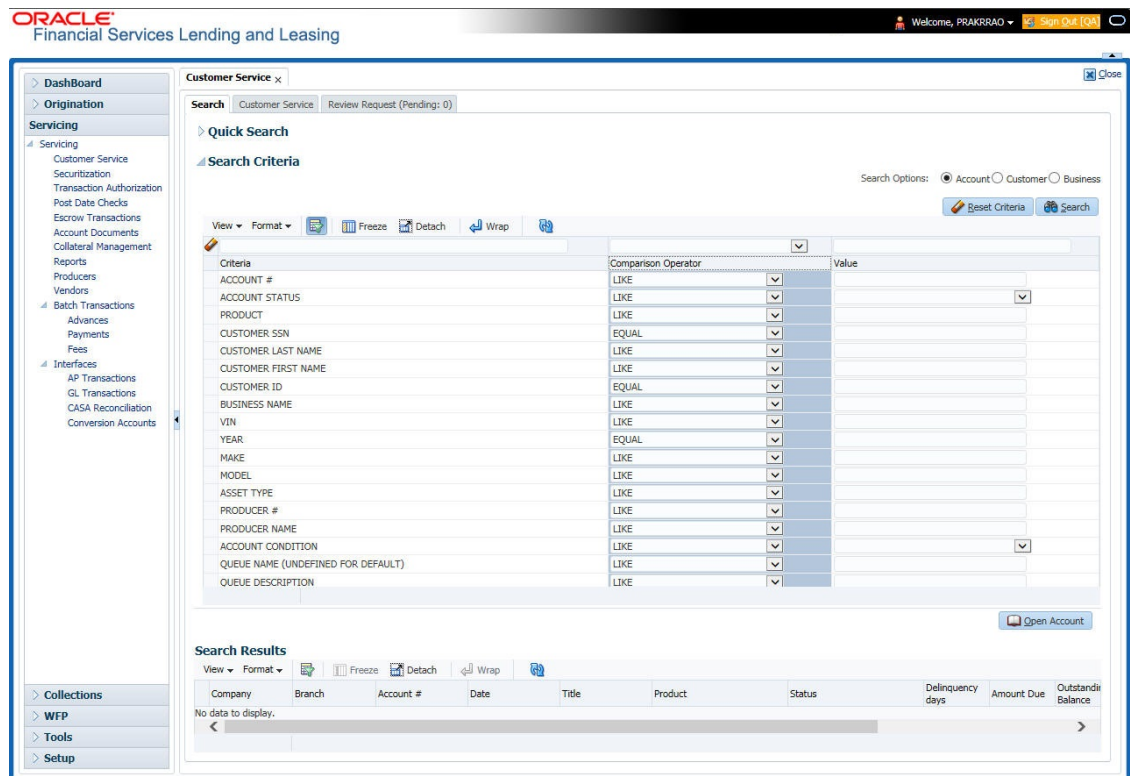 ORACLE
Financial Services Lending and Leasing
Welcome, PRAKRRAO
Sign Out [QA]
Close
DashBoard
Origination
Servicing
Servicing
Customer Service
Securitization
Transaction Authorization
Post Date Checks
Escrow Transactions
Account Documents
Collateral Management
Reports
Producers
Vendors
Batch Transactions
Advances
Payments
Fees
Interfaces
AP Transactions
GL Transactions
CASA Reconciliation
Conversion Accounts
Collections
WFP
Tools
Setup
Customer Service x
Search Customer Service Review Request (Pending: 0)
Quick Search
Search Criteria
Search Options: Account Customer Business
Reset Criteria Search
View Format Freeze Detach Wrap
Criteria Comparison Operator Value
ACCOUNT # LIKE
ACCOUNT STATUS LIKE
PRODUCT LIKE
CUSTOMER SSN EQUAL
CUSTOMER LAST NAME LIKE
CUSTOMER FIRST NAME LIKE
CUSTOMER ID EQUAL
BUSINESS NAME LIKE
VIN LIKE
YEAR EQUAL
MAKE LIKE
MODEL LIKE
ASSET TYPE LIKE
PRODUCER # LIKE
PRODUCER NAME LIKE
ACCOUNT CONDITION LIKE
QUEUE NAME (UNDEFINED FOR DEFAULT) LIKE
QUEUE DESCRIPTION LIKE
Open Account
Search Results
View Format Freeze Detach Wrap
Company Branch Account # Date Title Product Status Delinquency days Amount Due Outstandin Balance
No data to display.